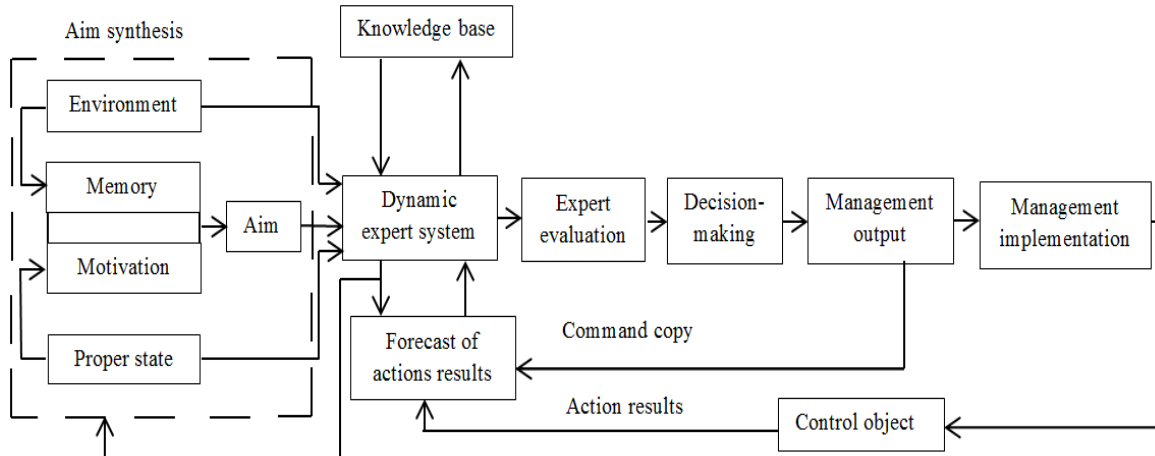 Aim synthesis
Knowledge base
Environment
Memory
Motivation
Proper state
Aim
Dynamic
expert system
Expert
evaluation
Decision-
making
Management
output
Management
implementation
Forecast of
actions results
Command copy
Action results
Control object